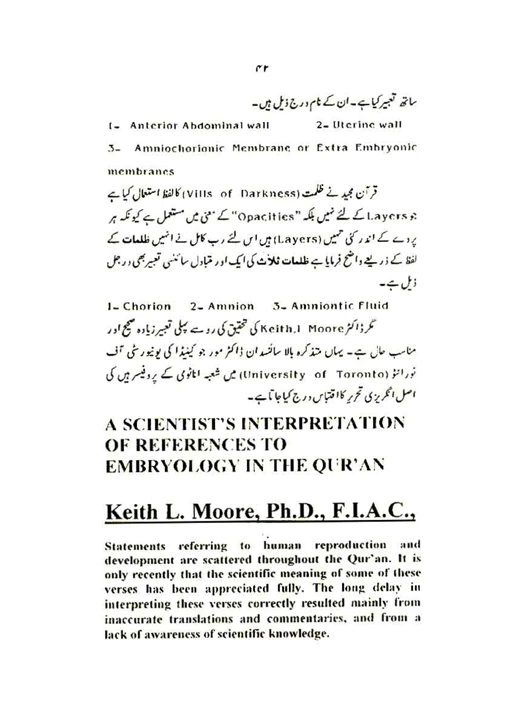 ۴۲
ساتھ تعبیر کیا ہے۔ ان کے نام درج ذیل ہیں۔
1- Anterior Abdominal wall 2- Uterine wall
3- Amniochorionic Membrane or Extra Embryonic
membranes
قرآن مجید نے ظلمت (Vills of Darkness) کا لفظ استعمال کیا ہے
جو Layers کے لئے نہیں بلکہ "Opacities" کے معنی میں مستعمل ہے کیونکہ ہر
پردے کے اندر کئی تہیں (Layers) ہیں اس لئے رب کامل نے انہیں ظلمات کے
لفظ کے ذریعے واضح فرمایا ہے ظلمات ثلاث کی ایک اور متبادل سائنسی تعبیر بھی درجہل
ذیل ہے۔
1- Chorion 2- Amnion 3- Amniontic Fluid
مگر ڈاکٹر Keith.l Moore کی تحقیق کی رو سے پہلی تعبیر زیادہ صحیح اور
مناسب حال ہے۔ یہاں متذکرہ بالا سائنسدان ڈاکٹر مور جو کینیڈا کی یونیورسٹی آف
ٹورانٹو (University of Toronto) میں شعبہ اناٹومی کے پروفیسر ہیں کی
اصل انگریزی تحریر کا اقتباس درج کیا جاتا ہے۔
A SCIENTIST'S INTERPRETATION
OF REFERENCES TO
EMBRYOLOGY IN THE QUR'AN
Keith L. Moore, Ph.D., F.I.A.C.,
Statements referring to human reproduction and
development are scattered throughout the Qur'an. It is
only recently that the scientific meaning of some of these
verses has been appreciated fully. The long delay in
interpreting these verses correctly resulted mainly from
inaccurate translations and commentaries, and from a
lack of awareness of scientific knowledge.